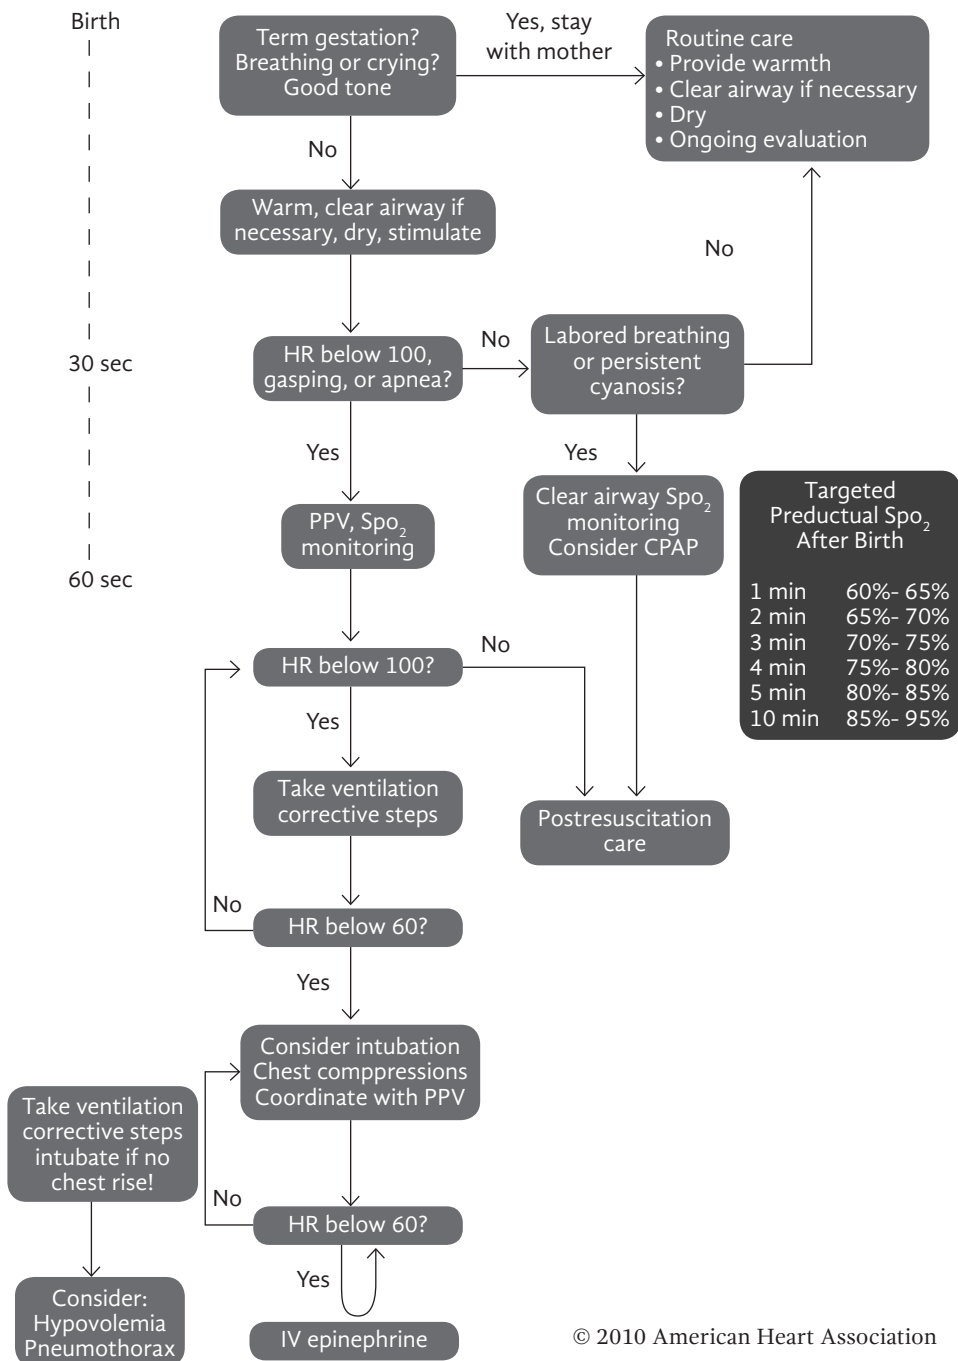 Birth
Term gestation?
Breathing or crying?
Good tone
Yes, stay
with mother
Routine care
• Provide warmth
• Clear airway if necessary
• Dry
• Ongoing evaluation
No
Warm, clear airway if
necessary, dry, stimulate
No
30 sec
HR below 100,
gasping, or apnea?
No
Labored breathing
or persistent
cyanosis?
Yes
Yes
PPV, Spo₂
monitoring
Clear airway Spo₂
monitoring
Consider CPAP
Targeted
Preductual Spo₂
After Birth
1 min 60%- 65%
2 min 65%- 70%
3 min 70%- 75%
4 min 75%- 80%
5 min 80%- 85%
10 min 85%- 95%
60 sec
HR below 100?
No
Yes
Take ventilation
corrective steps
Postresuscitation
care
No
HR below 60?
Yes
Consider intubation
Chest comppressions
Coordinate with PPV
Take ventilation
corrective steps
intubate if no
chest rise!
No
HR below 60?
Yes
Consider:
Hypovolemia
Pneumothorax
IV epinephrine
© 2010 American Heart Association